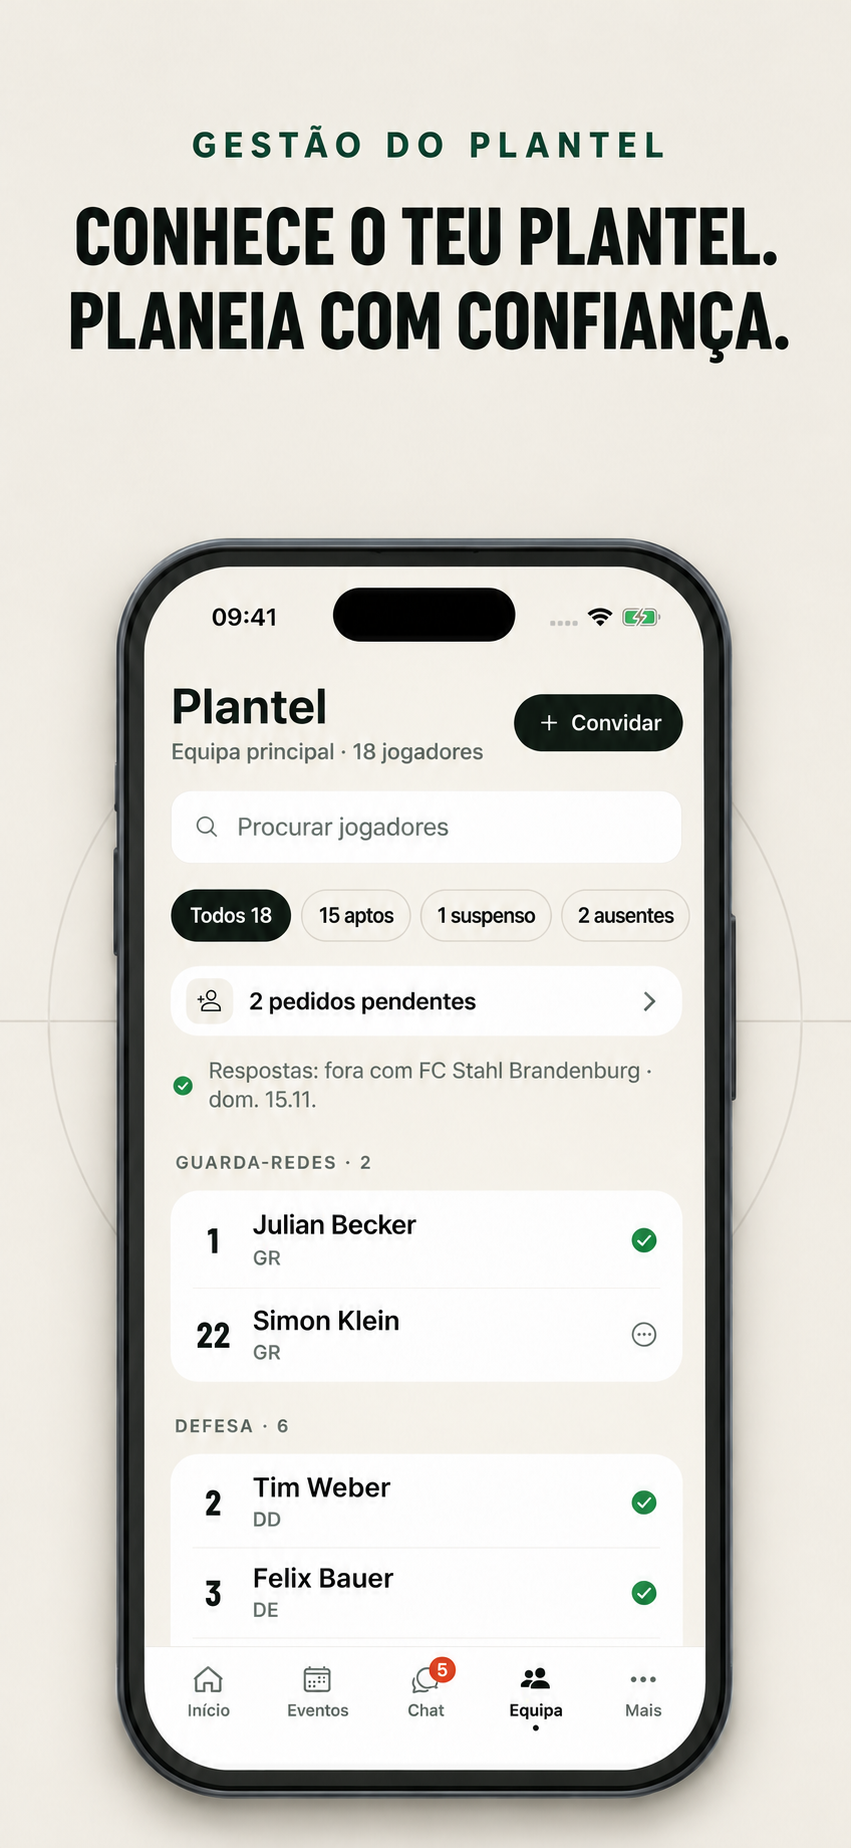 GESTÃO DO PLANTEL
CONHECE O TEU PLANTEL.
PLANEIA COM CONFIANÇA.
09:41
Plantel
+ Convidar
Equipa principal · 18 jogadores
Procurar jogadores
Todos 18
15 aptos
1 suspenso
2 ausentes
2 pedidos pendentes
Respostas: fora com FC Stahl Brandenburg ·
dom. 15.11.
GUARDA-REDES · 2
1
Julian Becker
GR
22
Simon Klein
GR
DEFESA · 6
2
Tim Weber
DD
3
Felix Bauer
DE
Início
Eventos
5
Chat
Equipa
Mais